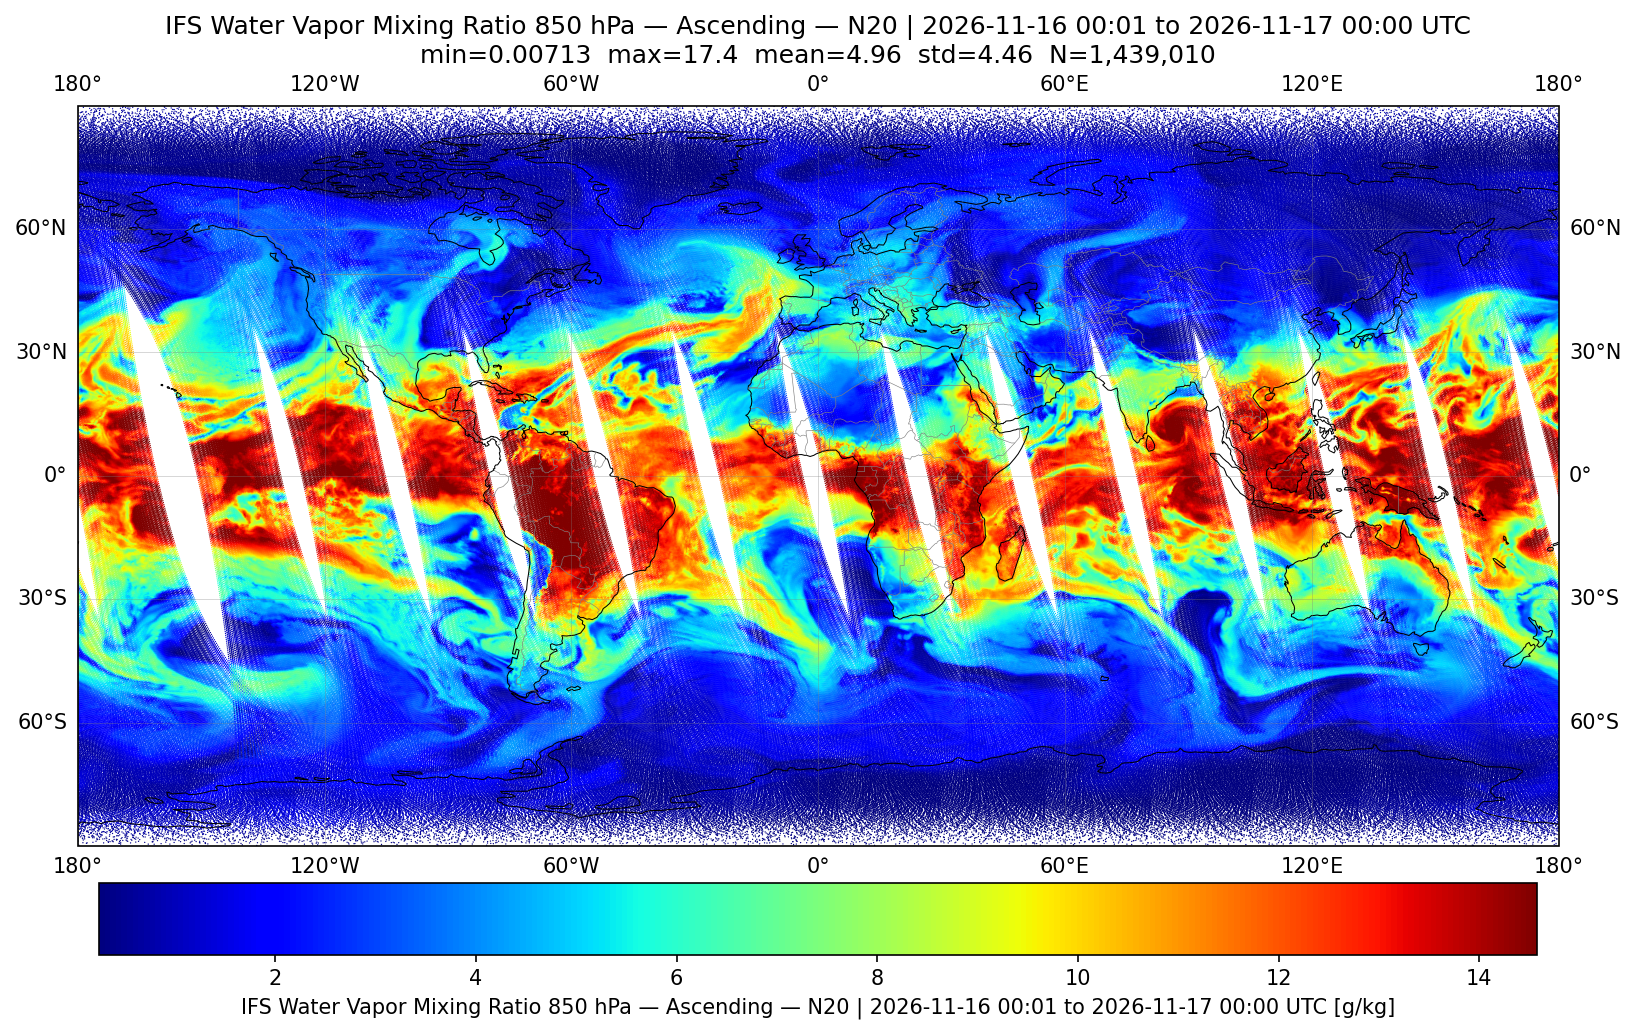 IFS Water Vapor Mixing Ratio 850 hPa — Ascending — N20 | 2026-11-16 00:01 to 2026-11-17 00:00 UTC
min=0.00713  max=17.4  mean=4.96  std=4.46  N=1,439,010
180° 120°W 60°W 0° 60°E 120°E 180°
60°N 60°N
30°N 30°N
0° 0°
30°S 30°S
60°S 60°S
180° 120°W 60°W 0° 60°E 120°E 180°
2 4 6 8 10 12 14
IFS Water Vapor Mixing Ratio 850 hPa — Ascending — N20 | 2026-11-16 00:01 to 2026-11-17 00:00 UTC [g/kg]